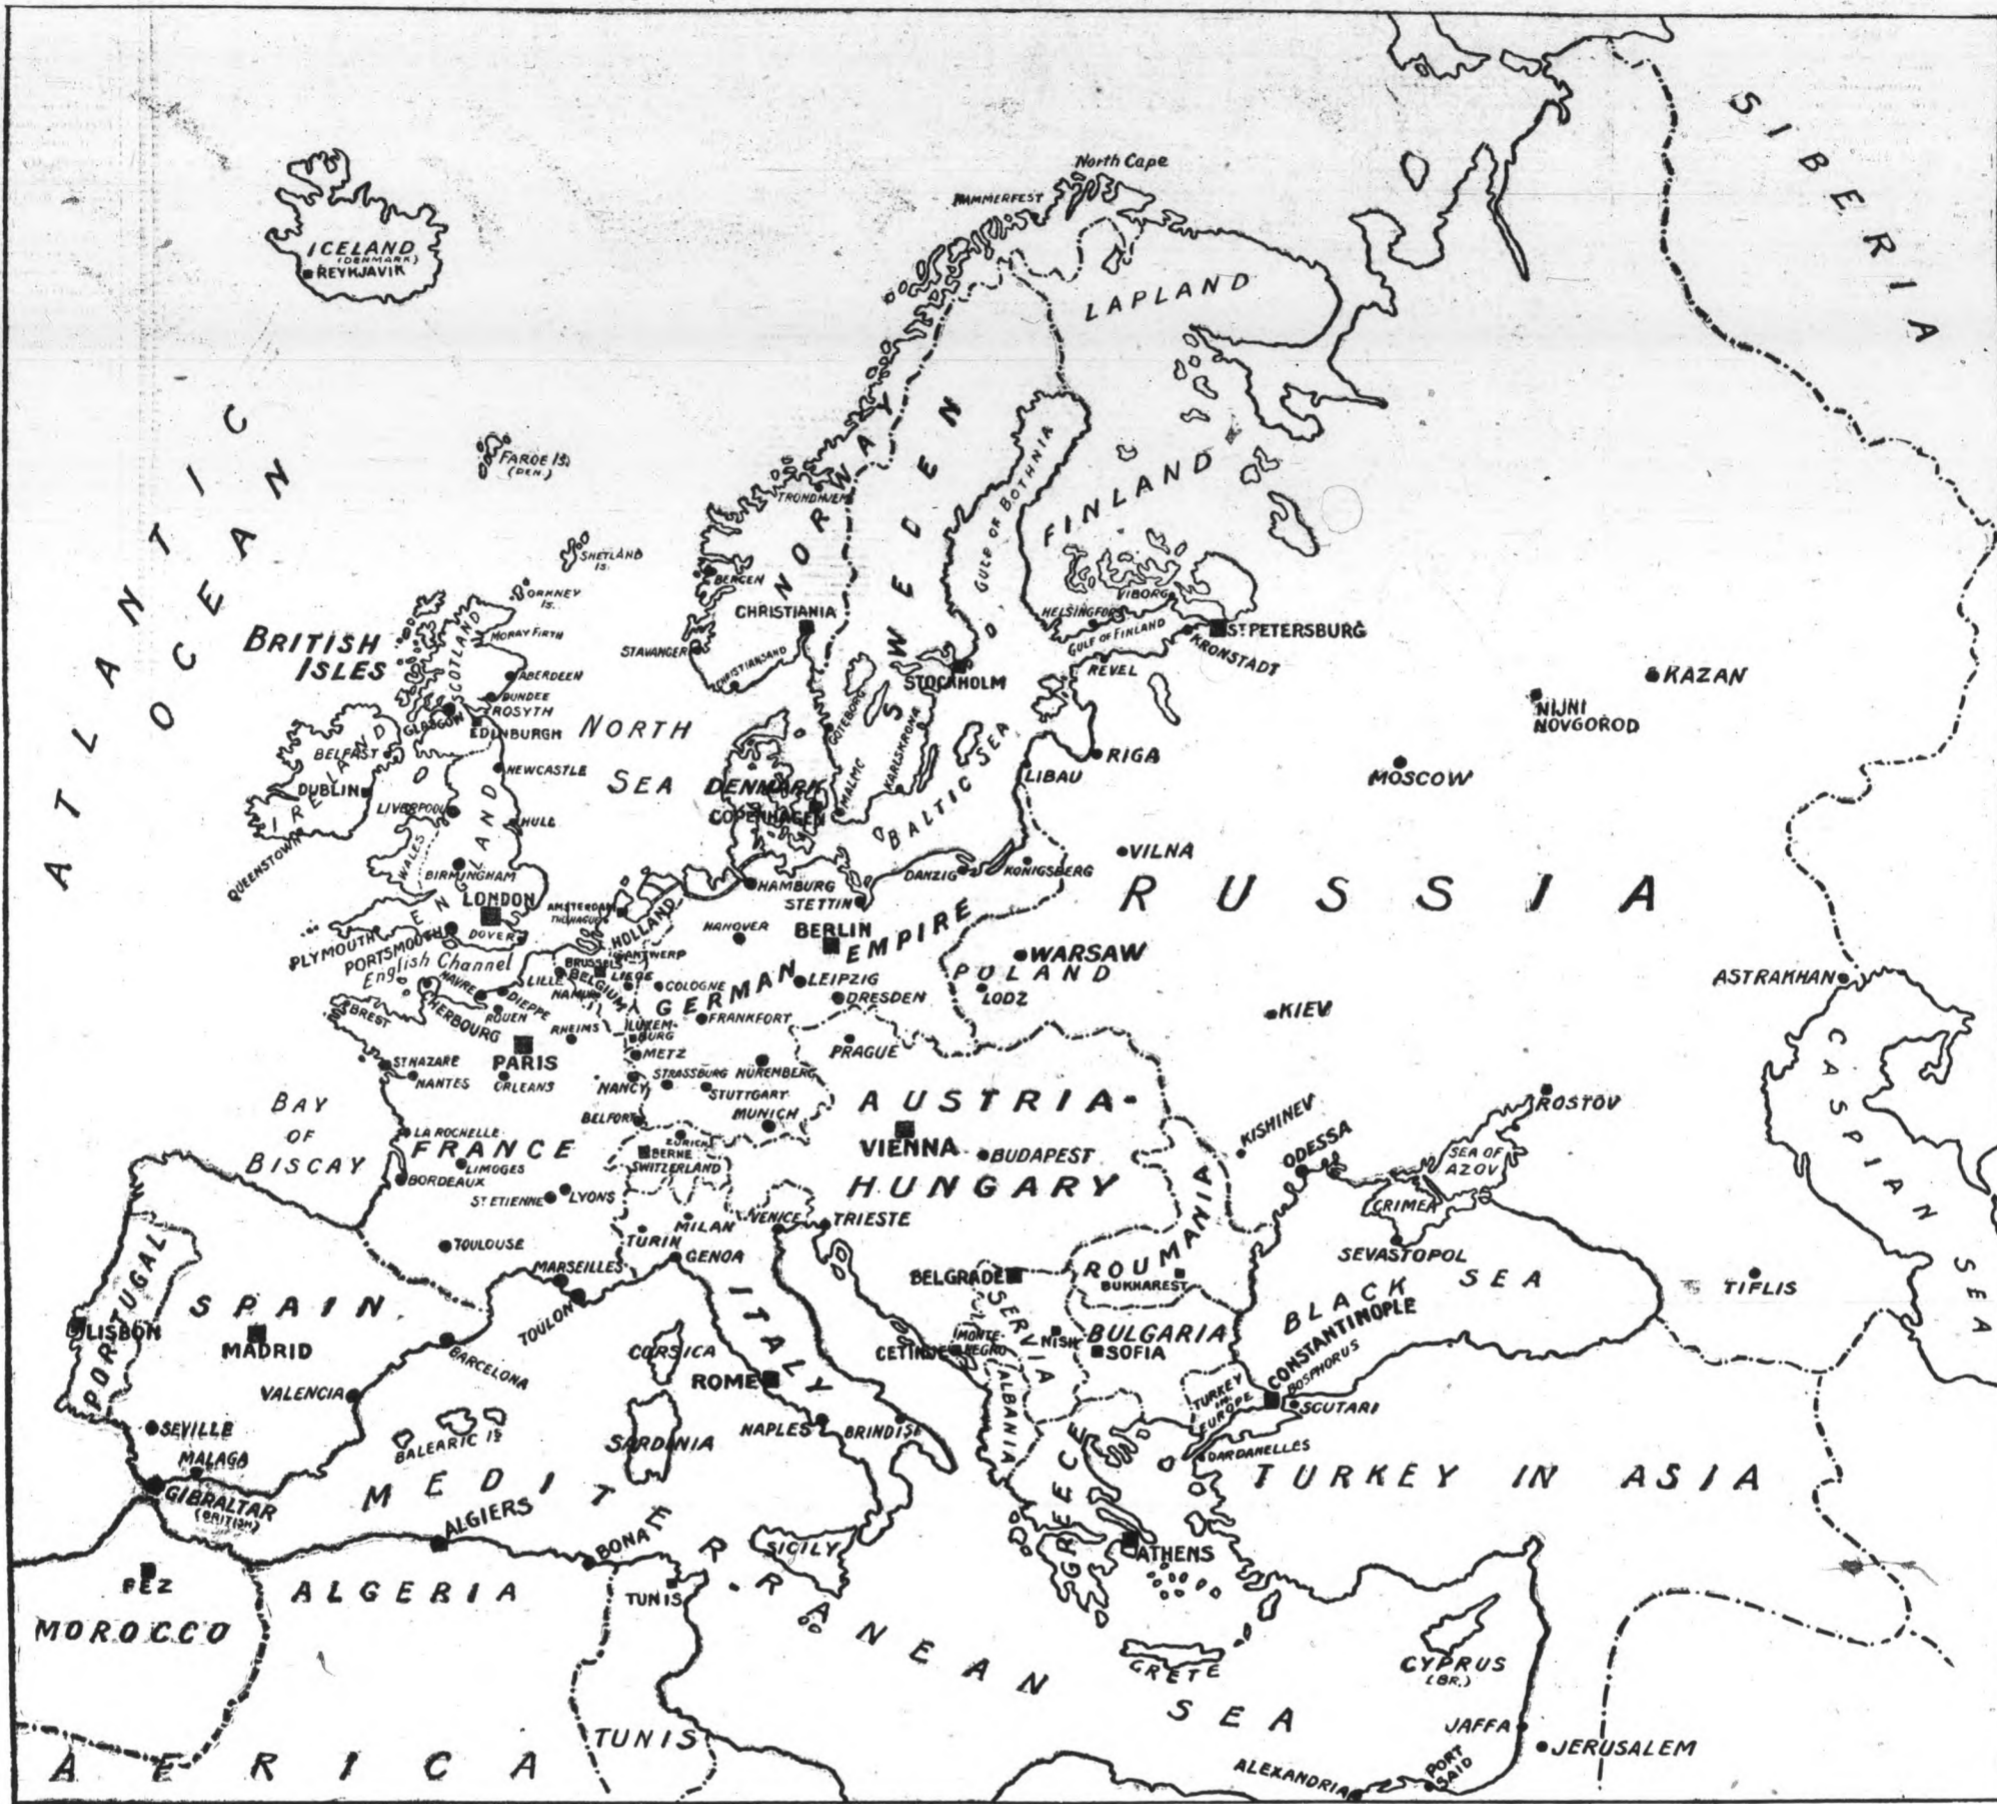 SIBERIA
North Cape
HAMMERFEST
ICELAND
(DENMARK)
REYKJAVIK
LAPLAND
ATLANTIC
OCEAN
FAROE IS.
(DEN.)
NORWAY
SWEDEN
TRONDHJEM
GULF OF BOTHNIA
FINLAND
SHETLAND
IS.
ORKNEY
IS.
BERGEN
CHRISTIANIA
STAVANGER
CHRISTIANSAND
HELSINGFORS
VIBORG
GULF OF FINLAND
ST. PETERSBURG
KRONSTADT
REVEL
STOCKHOLM
BRITISH
ISLES
SCOTLAND
MORAY FIRTH
ABERDEEN
DUNDEE
ROSYTH
GLASGOW
EDINBURGH
NORTH
SEA
IRELAND
BELFAST
DUBLIN
QUEENSTOWN
NEWCASTLE
LIVERPOOL
HULL
WALES
ENGLAND
BIRMINGHAM
LONDON
DOVER
PLYMOUTH
PORTSMOUTH
English Channel
DENMARK
COPENHAGEN
GÖTEBORG
MALMO
KARLSKRONA
BALTIC SEA
LIBAU
RIGA
KAZAN
NIJNI
NOVGOROD
MOSCOW
VILNA
RUSSIA
HAMBURG
STETTIN
DANZIG
KÖNIGSBERG
AMSTERDAM
THE HAGUE
HOLLAND
HANOVER
BERLIN
GERMAN EMPIRE
WARSAW
POLAND
LODZ
ANTWERP
BRUSSELS
LILLE
BELGIUM
LIEGE
NAMUR
COLOGNE
LEIPZIG
DRESDEN
FRANKFORT
HAVRE
DIEPPE
CHERBOURG
ROUEN
BREST
RHEIMS
LUXEM-
BURG
METZ
PRAGUE
KIEV
ASTRAKHAN
CASPIAN SEA
ST NAZARE
NANTES
PARIS
ORLEANS
NANCY
STRASSBURG
NUREMBERG
STUTTGART
MUNICH
BELFORT
BAY
OF
BISCAY
LA ROCHELLE
FRANCE
LIMOGES
BORDEAUX
ST ETIENNE
LYONS
ZURICH
BERNE
SWITZERLAND
AUSTRIA-
VIENNA
BUDAPEST
HUNGARY
KISHINEV
ODESSA
ROSTOV
SEA OF
AZOV
CRIMEA
SEVASTOPOL
TOULOUSE
MARSEILLES
TOULON
TURIN
MILAN
GENOA
VENICE
TRIESTE
ITALY
BELGRADE
SERVIA
ROUMANIA
BUKHAREST
BLACK SEA
TIFLIS
PORTUGAL
LISBON
SPAIN
MADRID
BARCELONA
VALENCIA
SEVILLE
MALAGA
GIBRALTAR
(BRITISH)
BALEARIC IS
CORSICA
SARDINIA
ROME
NAPLES
BRINDISI
CETINJE
MONTE-
NEGRO
NISH
BULGARIA
SOFIA
ALBANIA
TURKEY
IN
EUROPE
CONSTANTINOPLE
BOSPHORUS
SCUTARI
DARDANELLES
TURKEY IN ASIA
GREECE
ATHENS
MEDITERRANEAN SEA
SICILY
ALGIERS
BONA
TUNIS
FEZ
MOROCCO
ALGERIA
CRETE
CYPRUS
(BR.)
JAFFA
JERUSALEM
PORT
SAID
ALEXANDRIA
TUNIS
AFRICA